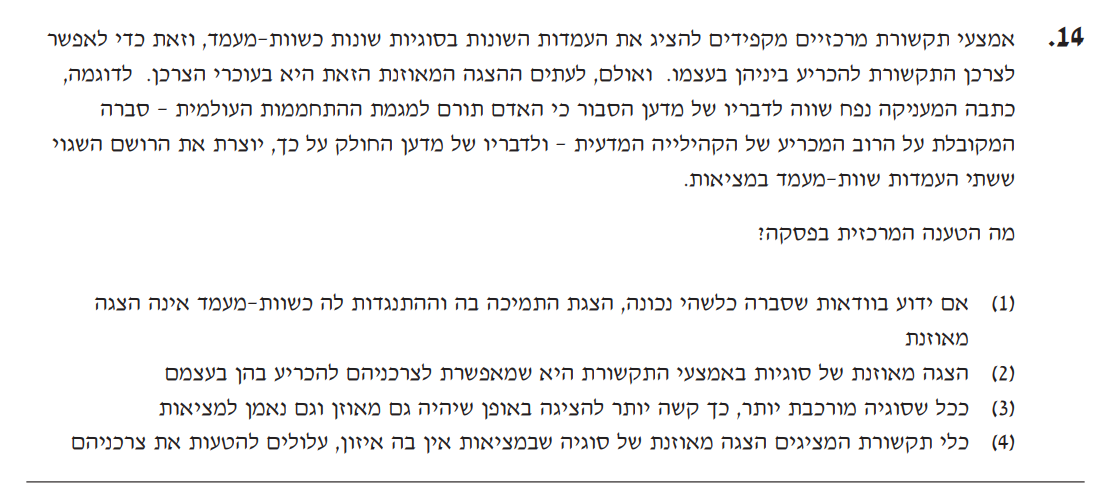 14. אמצעי תקשורת מרכזיים מקפידים להציג את העמדות השונות בסוגיות שונות כשוות-מעמד, וזאת כדי לאפשר
לצרכן התקשורת להכריע ביניהן בעצמו. ואולם, לעתים ההצגה המאוזנת הזאת היא בעוכרי הצרכן. לדוגמה,
כתבה המעניקה נפח שווה לדבריו של מדען הסבור כי האדם תורם למגמת ההתחממות העולמית - סברה
המקובלת על הרוב המכריע של הקהילייה המדעית - ולדבריו של מדען החולק על כך, יוצרת את הרושם השגוי
ששתי העמדות שוות-מעמד במציאות.
מה הטענה המרכזית בפסקה?
(1) אם ידוע בוודאות שסברה כלשהי נכונה, הצגת התמיכה בה וההתנגדות לה כשוות-מעמד אינה הצגה
מאוזנת
(2) הצגה מאוזנת של סוגיות באמצעי התקשורת היא שמאפשרת לצרכניהם להכריע בהן בעצמם
(3) ככל שסוגיה מורכבת יותר, כך קשה יותר להציגה באופן שיהיה גם מאוזן וגם נאמן למציאות
(4) כלי תקשורת המציגים הצגה מאוזנת של סוגיה שבמציאות אין בה איזון, עלולים להטעות את צרכניהם